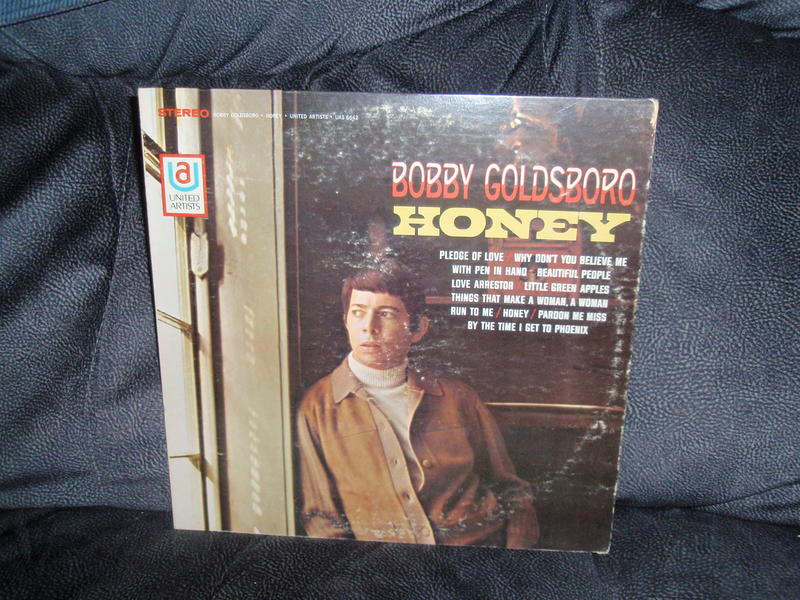 STEREO BOBBY GOLDSBORO • HONEY • UNITED ARTISTS • UAS 6642
UA
UNITED
ARTISTS
BOBBY GOLDSBORO
HONEY
PLEDGE OF LOVE / WHY DON'T YOU BELIEVE ME
WITH PEN IN HAND / BEAUTIFUL PEOPLE
LOVE ARRESTOR / LITTLE GREEN APPLES
THINGS THAT MAKE A WOMAN, A WOMAN
RUN TO ME / HONEY / PARDON ME MISS
BY THE TIME I GET TO PHOENIX